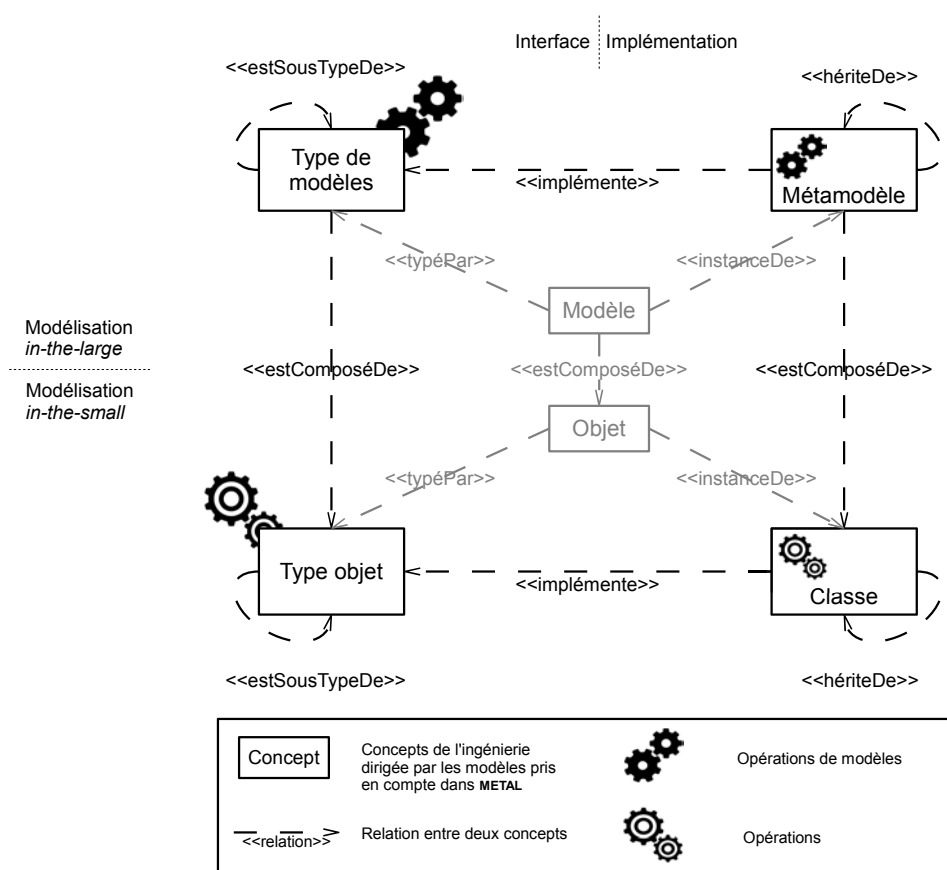 Interface Implémentation
<<estSousTypeDe>>
<<hériteDe>>
Type de
modèles
<<implémente>>
Métamodèle
<<typéPar>> <<instanceDe>>
Modèle
Modélisation
in-the-large
<<estComposéDe>> <<estComposéDe>> <<estComposéDe>>
Modélisation
in-the-small
Objet
<<typéPar>> <<instanceDe>>
Type objet
<<implémente>>
Classe
<<estSousTypeDe>>
<<hériteDe>>
Concept
Concepts de l'ingénierie
dirigée par les modèles pris
en compte dans METAL
Opérations de modèles
<<relation>>
Relation entre deux concepts
Opérations